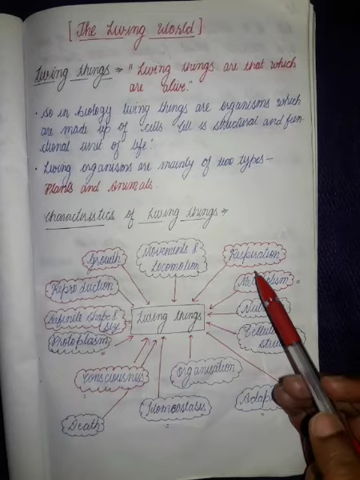 [ The Living World ]
Living things → "Living things are that which
are "alive."
• So in biology living things are organisms which
are made up of "cells Cell is structural and fun-
tional unit of life".
• Living organisms are mainly of two types-
Plants and Animals.
Characteristics of Living things →
Movements &
Locomotion
Growth
Respiration
Reproduction
Metabolism
Definite shape &
size
Living things
Protoplasm
Cellular
Organisation
Consciousness
Homeostasis
Death